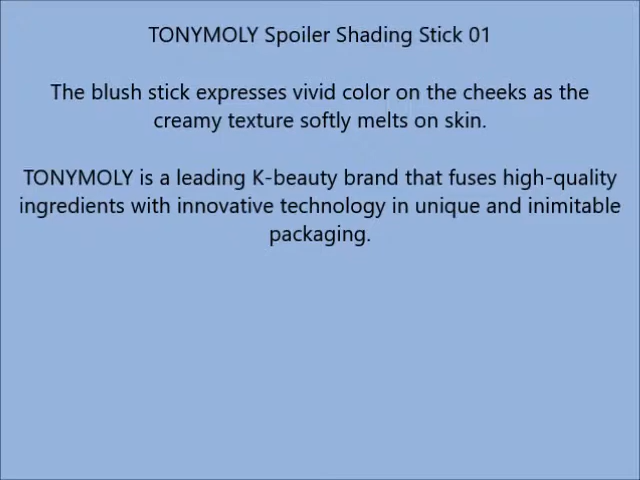 TONYMOLY Spoiler Shading Stick 01
The blush stick expresses vivid color on the cheeks as the
creamy texture softly melts on skin.
TONYMOLY is a leading K-beauty brand that fuses high-quality
ingredients with innovative technology in unique and inimitable
packaging.